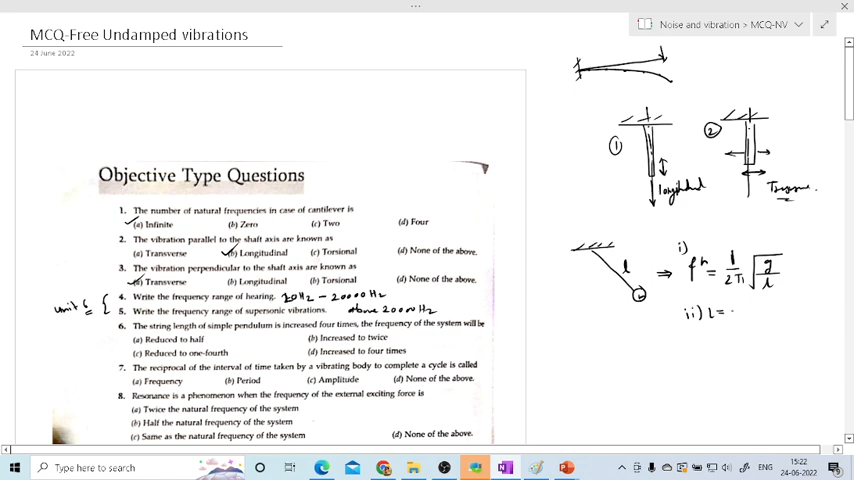 Noise and vibration > MCQ-NV
MCQ-Free Undamped vibrations
24 June 2022
Objective Type Questions
1. The number of natural frequencies in case of cantilever is
(a) Infinite (b) Zero (c) Two (d) Four
2. The vibration parallel to the shaft axis are known as
(a) Transverse (b) Longitudinal (c) Torsional (d) None of the above.
3. The vibration perpendicular to the shaft axis are known as
(a) Transverse (b) Longitudinal (b) Torsional (d) None of the above.
4. Write the frequency range of hearing. 20Hz - 20000Hz
unit 6 { 5. Write the frequency range of supersonic vibrations. above 20000Hz
6. The string length of simple pendulum is increased four times, the frequency of the system will be
(a) Reduced to half (b) Increased to twice
(c) Reduced to one-fourth (d) Increased to four times
7. The reciprocal of the interval of time taken by a vibrating body to complete a cycle is called
(a) Frequency (b) Period (c) Amplitude (d) None of the above.
8. Resonance is a phenomenon when the frequency of the external exciting force is
(a) Twice the natural frequency of the system
(b) Half the natural frequency of the system
(c) Same as the natural frequency of the system (d) None of the above.
① ②
longitudinal
i)
l ⇒ fⁿ = 1/2π √g/l
ii) l =
Type here to search
ENG
15:22
24-06-2022